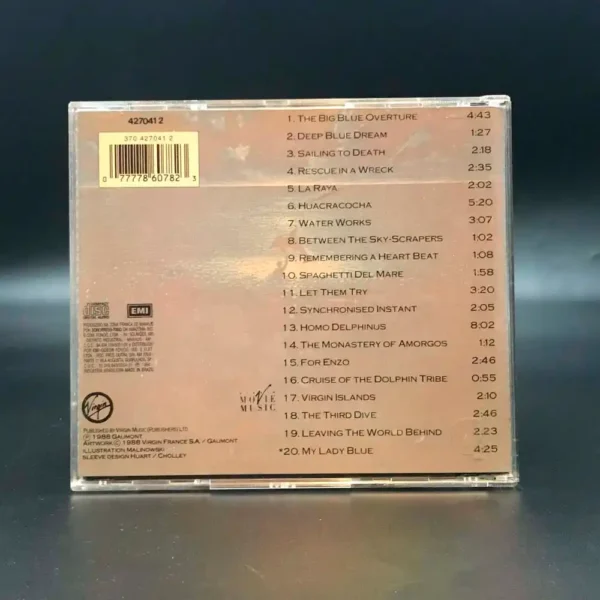 427041 2
370 427041 2
0 77778 60782 3
1. THE BIG BLUE OVERTURE 4:43
2. DEEP BLUE DREAM 1:27
3. SAILING TO DEATH 2:18
4. RESCUE IN A WRECK 2:35
5. LA RAYA 2:02
6. HUACRACOCHA 5:20
7. WATER WORKS 3:07
8. BETWEEN THE SKY-SCRAPERS 1:02
9. REMEMBERING A HEART BEAT 1:08
10. SPAGHETTI DEL MARE 1:58
11. LET THEM TRY 3:20
12. SYNCHRONISED INSTANT 2:05
13. HOMO DELPHINUS 8:02
14. THE MONASTERY OF AMORGOS 1:12
15. FOR ENZO 2:46
16. CRUISE OF THE DOLPHIN TRIBE 0:55
17. VIRGIN ISLANDS 2:10
18. THE THIRD DIVE 2:46
19. LEAVING THE WORLD BEHIND 2:23
*20. MY LADY BLUE 4:25
disc
EMI
Virgin
MOVIE
MUSIC
PUBLISHED BY VIRGIN MUSIC (PUBLISHERS) LTD.
℗ 1988 GAUMONT
ARTWORK © 1988 VIRGIN FRANCE S.A. / GAUMONT
ILLUSTRATION MALINOWSKI
SLEEVE DESIGN HUART / CHOLLEY